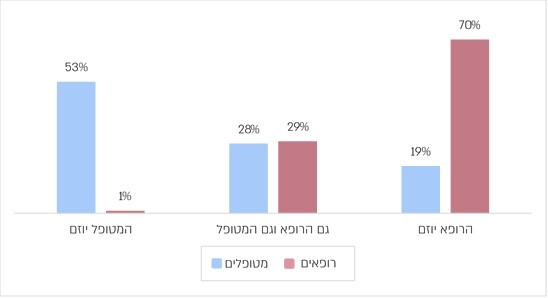 70%
53%
28%
29%
19%
1%
הרופא יוזם
גם הרופא וגם המטופל
המטופל יוזם
מטופלים
רופאים